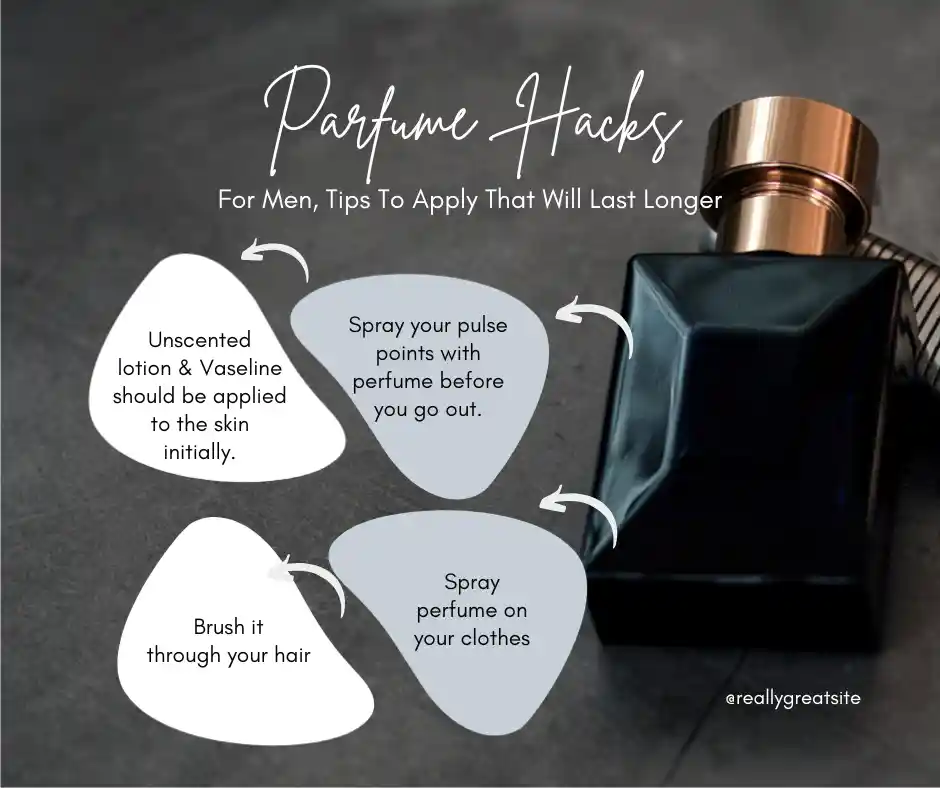 Parfume Hacks
For Men, Tips To Apply That Will Last Longer
Unscented
lotion & Vaseline
should be applied
to the skin
initially.
Spray your pulse
points with
perfume before
you go out.
Brush it
through your hair
Spray
perfume on
your clothes
@reallygreatsite